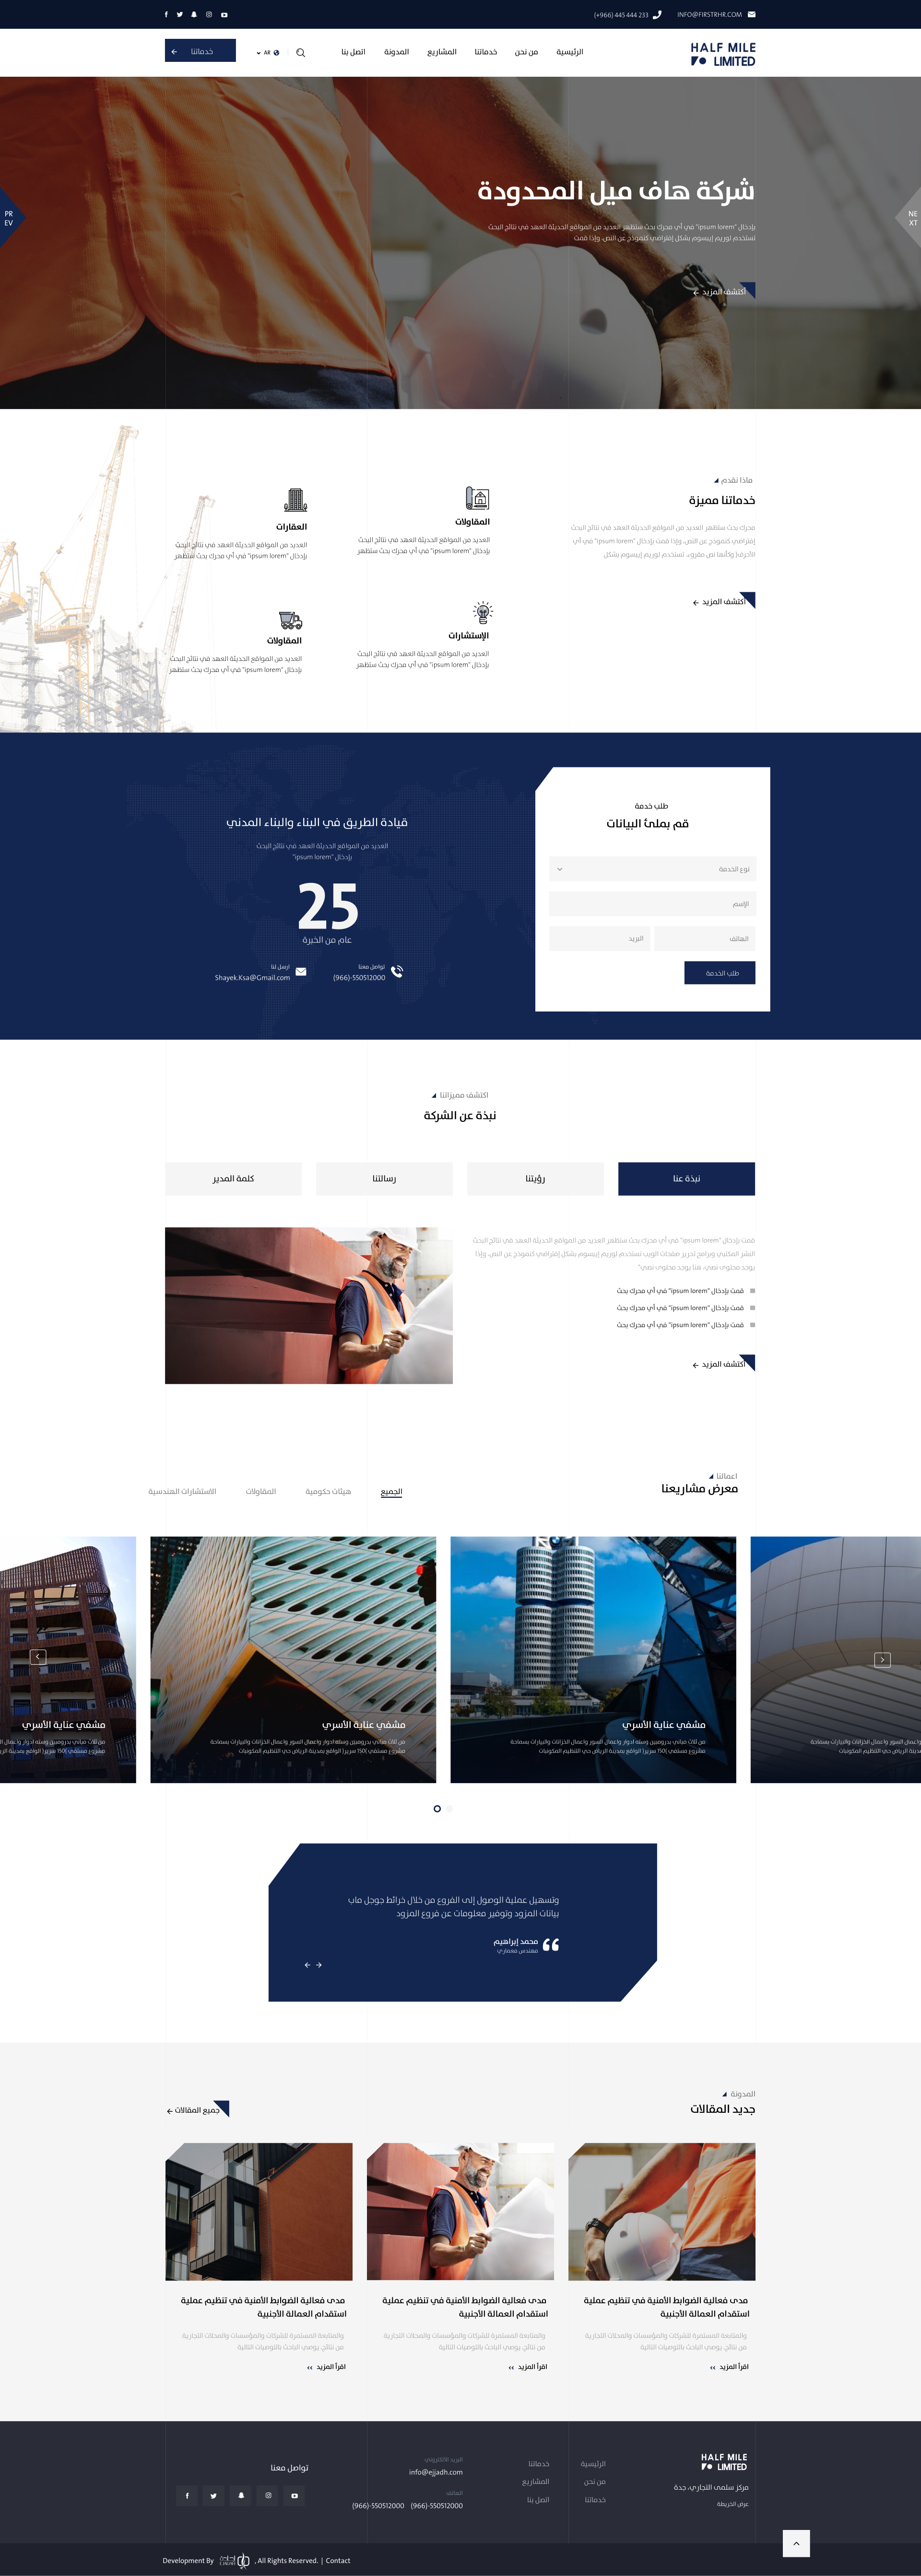 INFO@FIRSTRHR.COM
(+966) 445 444 233
HALF MILE
LIMITED
الرئيسية
من نحن
خدماتنا
المشاريع
المدونة
اتصل بنا
AR
خدماتنا
شركة هاف ميل المحدودة
بإدخال "ipsum lorem" في أي محرك بحث ستظهر العديد من المواقع الحديثة العهد في نتائج البحث
تستخدم لوريم إيبسوم بشكل إفتراضي كنموذج عن النص، وإذا قمت
اكتشف المزيد
PR
EV
NE
XT
ماذا نقدم
خدماتنا مميزة
محرك بحث ستظهر العديد من المواقع الحديثة العهد في نتائج البحث
إفتراضي كنموذج عن النص، وإذا قمت بإدخال "ipsum lorem" في أي
الأحرف) وكأنها نص مقروء. تستخدم لوريم إيبسوم بشكل
اكتشف المزيد
المقاولات
العديد من المواقع الحديثة العهد في نتائج البحث
بإدخال "ipsum lorem" في أي محرك بحث ستظهر
العقارات
العديد من المواقع الحديثة العهد في نتائج البحث
بإدخال "ipsum lorem" في أي محرك بحث ستظهر
الإستشارات
العديد من المواقع الحديثة العهد في نتائج البحث
بإدخال "ipsum lorem" في أي محرك بحث ستظهر
المقاولات
العديد من المواقع الحديثة العهد في نتائج البحث
بإدخال "ipsum lorem" في أي محرك بحث ستظهر
طلب خدمة
قم بملئ البيانات
نوع الخدمة
الإسم
الهاتف
البريد
طلب الخدمة
قيادة الطريق في البناء والبناء المدني
العديد من المواقع الحديثة العهد في نتائج البحث
بإدخال "ipsum lorem"
25
عام من الخبرة
تواصل معنا
(966)-550512000
ارسل لنا
Shayek.Ksa@Gmail.com
اكتشف مميزاتنا
نبذة عن الشركة
نبذة عنا
رؤيتنا
رسالتنا
كلمة المدير
قمت بإدخال "ipsum lorem" في أي محرك بحث ستظهر العديد من المواقع الحديثة العهد في نتائج البحث
النشر المكتبي وبرامج تحرير صفحات الويب تستخدم لوريم إيبسوم بشكل إفتراضي كنموذج عن النص، وإذا
يوجد محتوى نصي، هنا يوجد محتوى نصي"
قمت بإدخال "ipsum lorem" في أي محرك بحث
قمت بإدخال "ipsum lorem" في أي محرك بحث
قمت بإدخال "ipsum lorem" في أي محرك بحث
اكتشف المزيد
اعمالنا
معرض مشاريعنا
الجميع
هيئات حكومية
المقاولات
الاستشارات الهندسية
مشفي عناية الأسري
من ثلاث مباني بدرومين وستة ادوار واعمال السور واعمال الخزانات والبيارات بسماحة
مشروع مستفي )150 سرير( الواقع بمدينة الرياض حي التنظيم المكونات
مشفي عناية الأسري
من ثلاث مباني بدرومين وستة ادوار واعمال السور واعمال الخزانات والبيارات بسماحة
مشروع مستفي )150 سرير( الواقع بمدينة الرياض حي التنظيم المكونات
مشفي عناية الأسري
وتسهيل عملية الوصول إلى الفروع من خلال خرائط جوجل ماب
بيانات المزود وتوفير معلومات عن فروع المزود
محمد إبراهيم
مهندس معماري
المدونة
جديد المقالات
جميع المقالات
مدى فعالية الضوابط الأمنية في تنظيم عملية
استقدام العمالة الأجنبية
والمتابعة المستمرة للشركات والمؤسسات والمحلات التجارية
من نتائج، يوصي الباحث بالتوصيات التالية
اقرأ المزيد
مدى فعالية الضوابط الأمنية في تنظيم عملية
استقدام العمالة الأجنبية
والمتابعة المستمرة للشركات والمؤسسات والمحلات التجارية
من نتائج، يوصي الباحث بالتوصيات التالية
اقرأ المزيد
مدى فعالية الضوابط الأمنية في تنظيم عملية
استقدام العمالة الأجنبية
والمتابعة المستمرة للشركات والمؤسسات والمحلات التجارية
من نتائج، يوصي الباحث بالتوصيات التالية
اقرأ المزيد
HALF MILE
LIMITED
مركز سلمى التجاري، جدة
عرض الخريطة
الرئيسية
من نحن
خدماتنا
خدماتنا
المشاريع
اتصل بنا
البريد الالكتروني
info@ejjadh.com
الهاتف
(966)-550512000 (966)-550512000
تواصل معنا
Development By , All Rights Reserved. | Contact